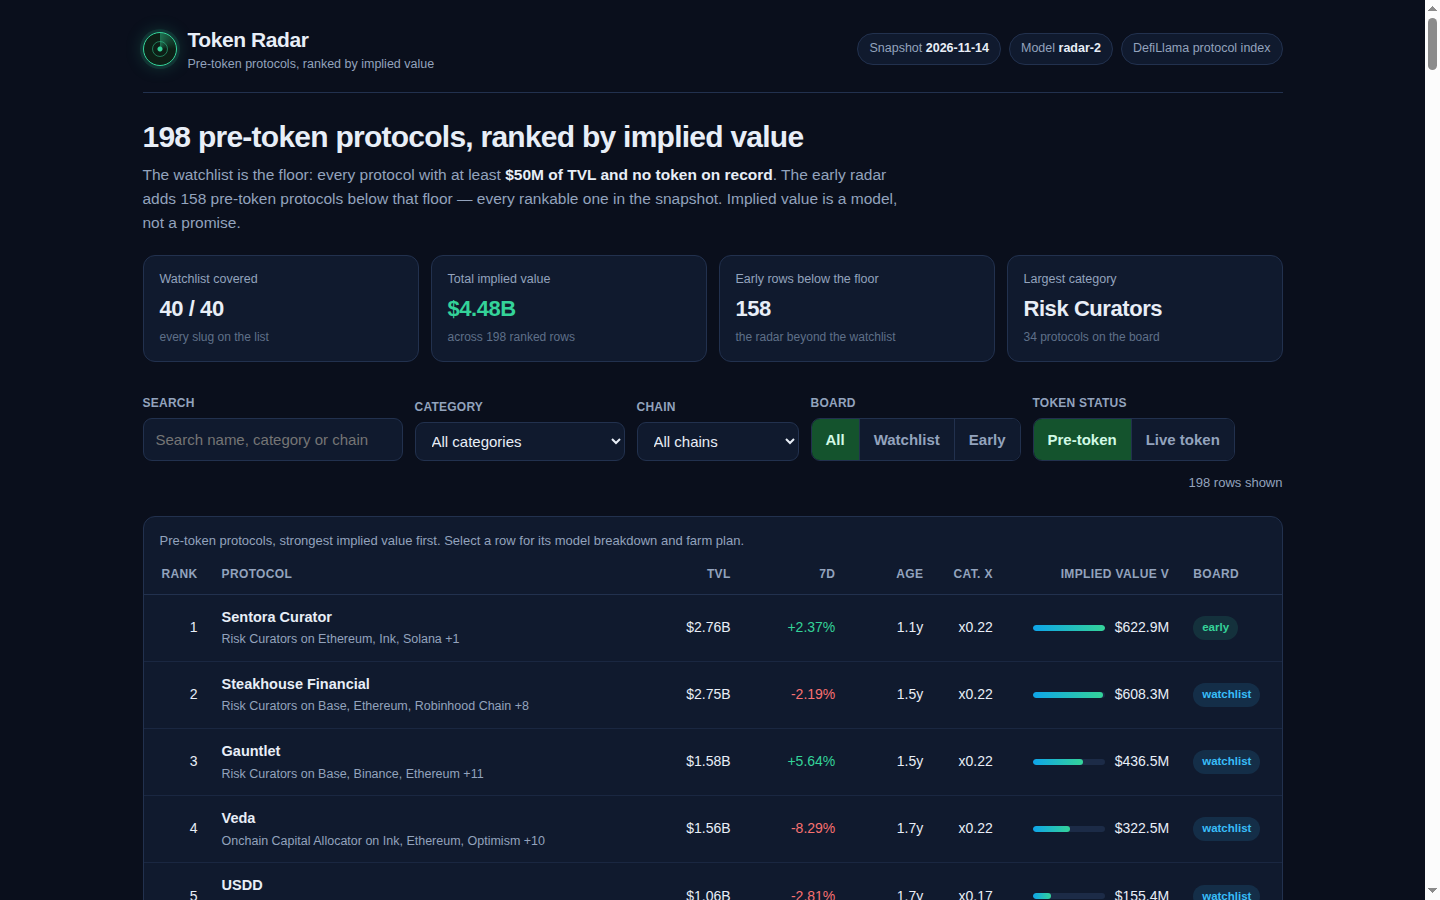 Token Radar
Pre-token protocols, ranked by implied value
Snapshot 2026-11-14
Model radar-2
DefiLlama protocol index
198 pre-token protocols, ranked by implied value
The watchlist is the floor: every protocol with at least $50M of TVL and no token on record. The early radar
adds 158 pre-token protocols below that floor — every rankable one in the snapshot. Implied value is a model,
not a promise.
Watchlist covered
40 / 40
every slug on the list
Total implied value
$4.48B
across 198 ranked rows
Early rows below the floor
158
the radar beyond the watchlist
Largest category
Risk Curators
34 protocols on the board
SEARCH
Search name, category or chain
CATEGORY
All categories
CHAIN
All chains
BOARD
All Watchlist Early
TOKEN STATUS
Pre-token Live token
198 rows shown
Pre-token protocols, strongest implied value first. Select a row for its model breakdown and farm plan.
RANK PROTOCOL TVL 7D AGE CAT. X IMPLIED VALUE V BOARD
1 Sentora Curator $2.76B +2.37% 1.1y x0.22 $622.9M early
Risk Curators on Ethereum, Ink, Solana +1
2 Steakhouse Financial $2.75B -2.19% 1.5y x0.22 $608.3M watchlist
Risk Curators on Base, Ethereum, Robinhood Chain +8
3 Gauntlet $1.58B +5.64% 1.5y x0.22 $436.5M watchlist
Risk Curators on Base, Binance, Ethereum +11
4 Veda $1.56B -8.29% 1.7y x0.22 $322.5M watchlist
Onchain Capital Allocator on Ink, Ethereum, Optimism +10
5 USDD $1.06B -2.81% 1.7y x0.17 $155.4M watchlist